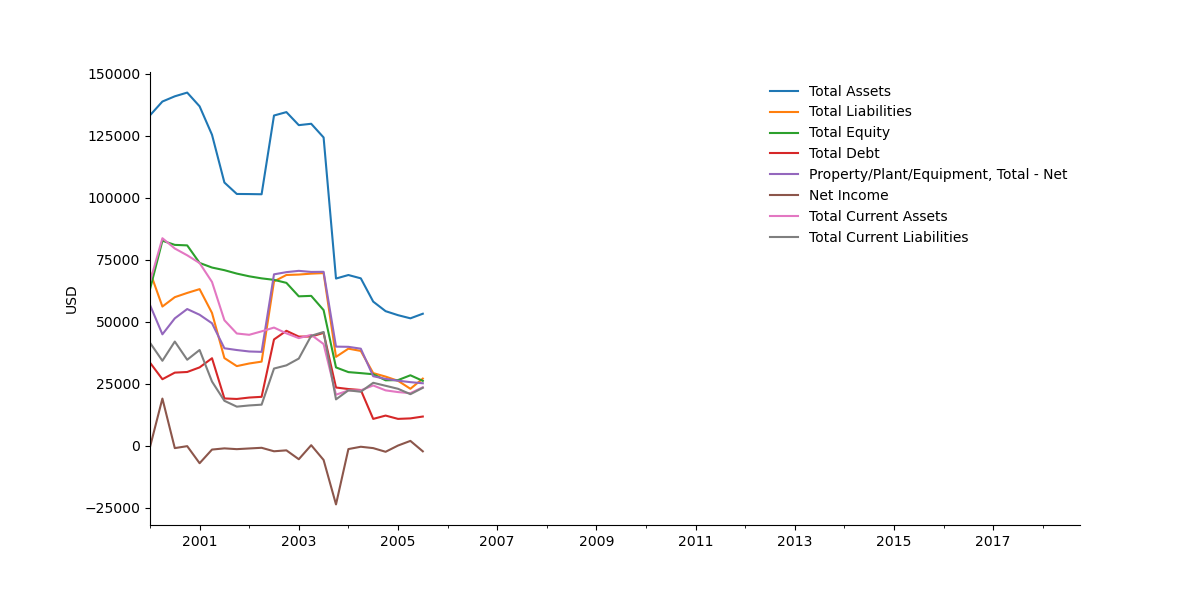 150000
125000
100000
75000
50000
25000
0
−25000
USD
2001
2003
2005
2007
2009
2011
2013
2015
2017
Total Assets
Total Liabilities
Total Equity
Total Debt
Property/Plant/Equipment, Total - Net
Net Income
Total Current Assets
Total Current Liabilities